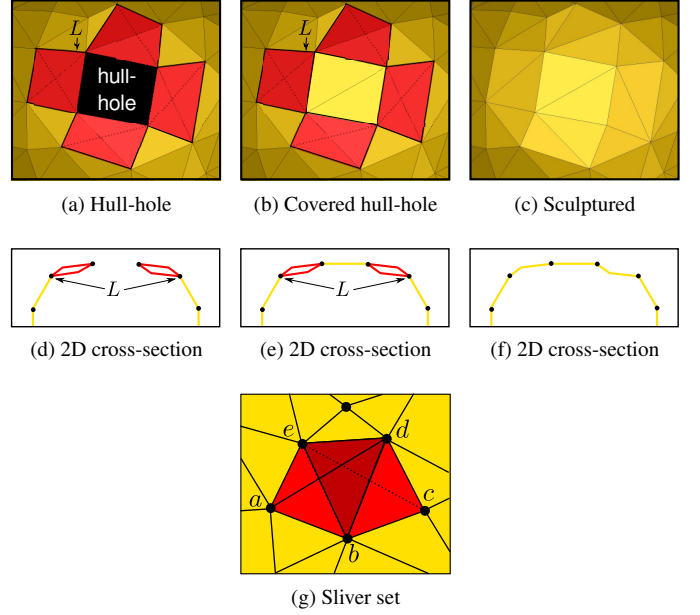 L
L
hull-
hole
(a) Hull-hole
(b) Covered hull-hole
(c) Sculptured
L
L
(d) 2D cross-section
(e) 2D cross-section
(f) 2D cross-section
e
d
a
c
b
(g) Sliver set